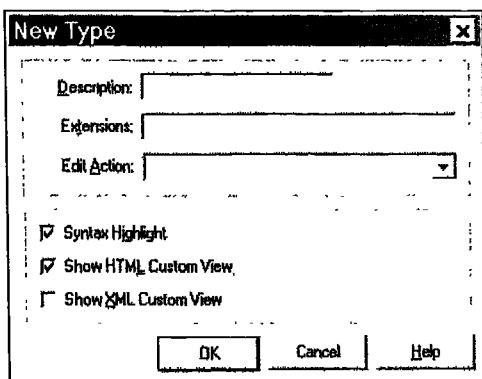 New Type
Description:
Extensions:
Edit Action:
Syntax Highlight
Show HTML Custom View
Show XML Custom View
OK Cancel Help